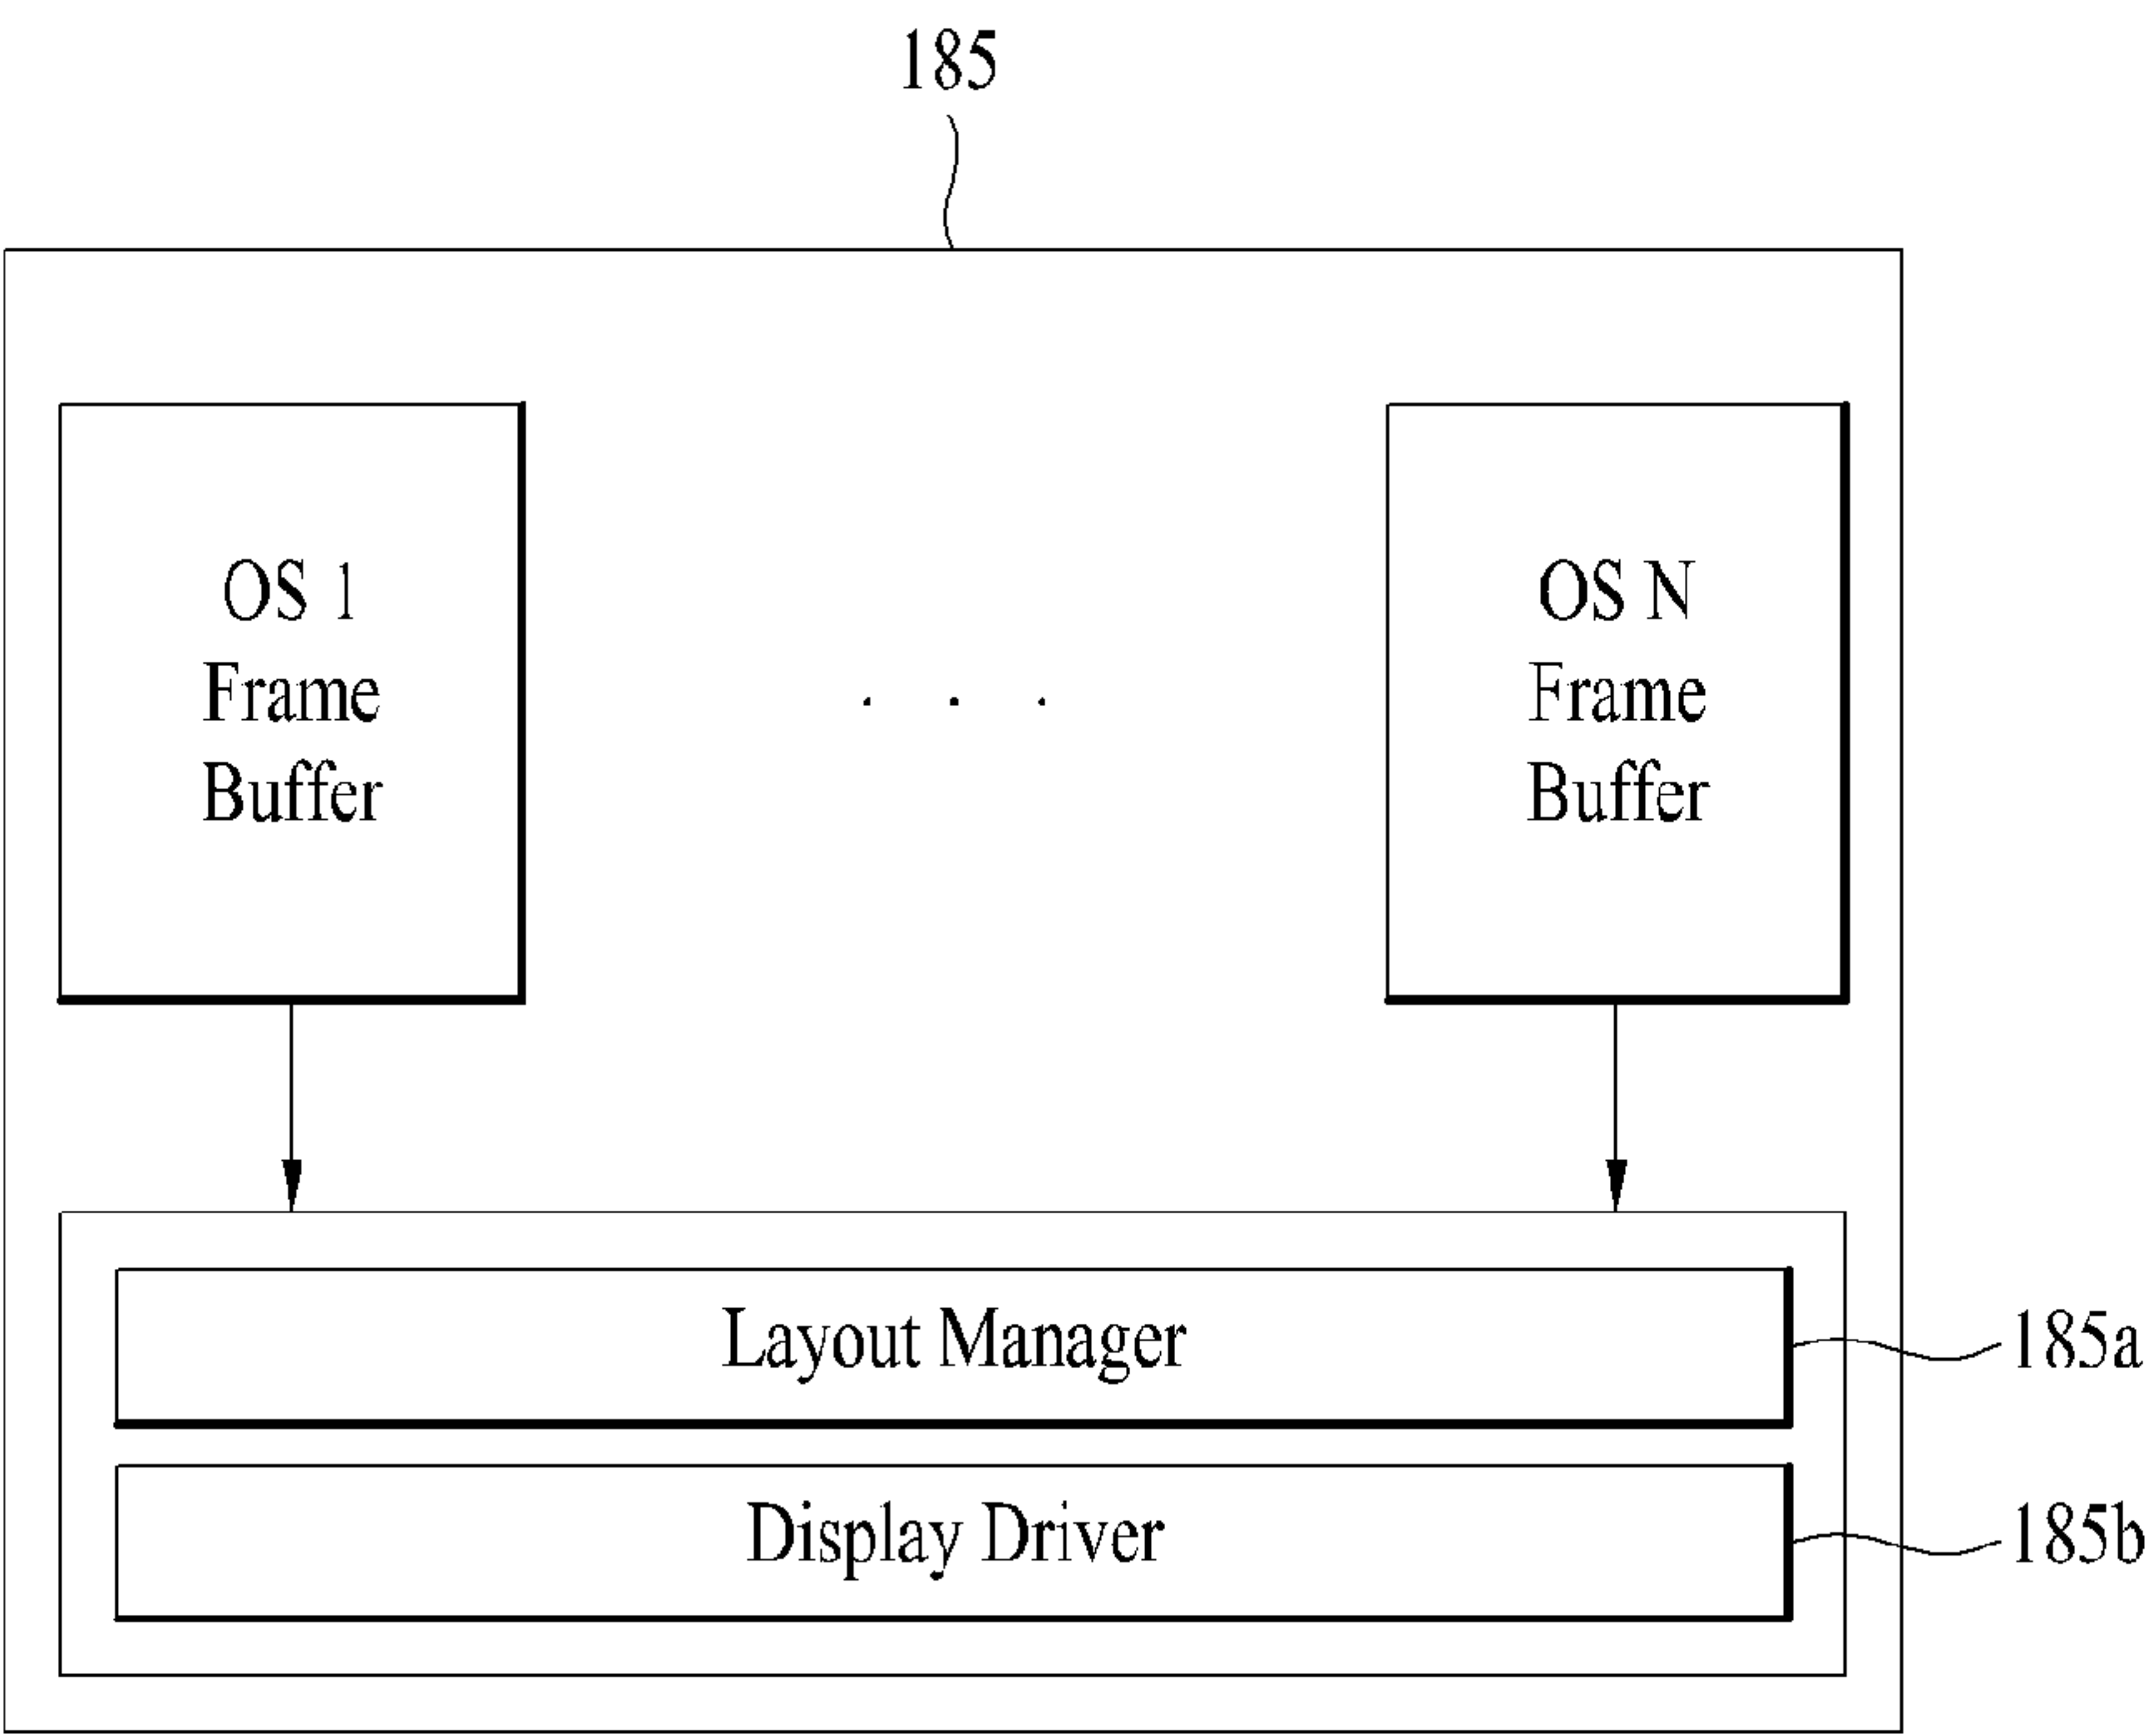 185
OS 1
Frame
Buffer
. . .
OS N
Frame
Buffer
Layout Manager
185a
Display Driver
185b